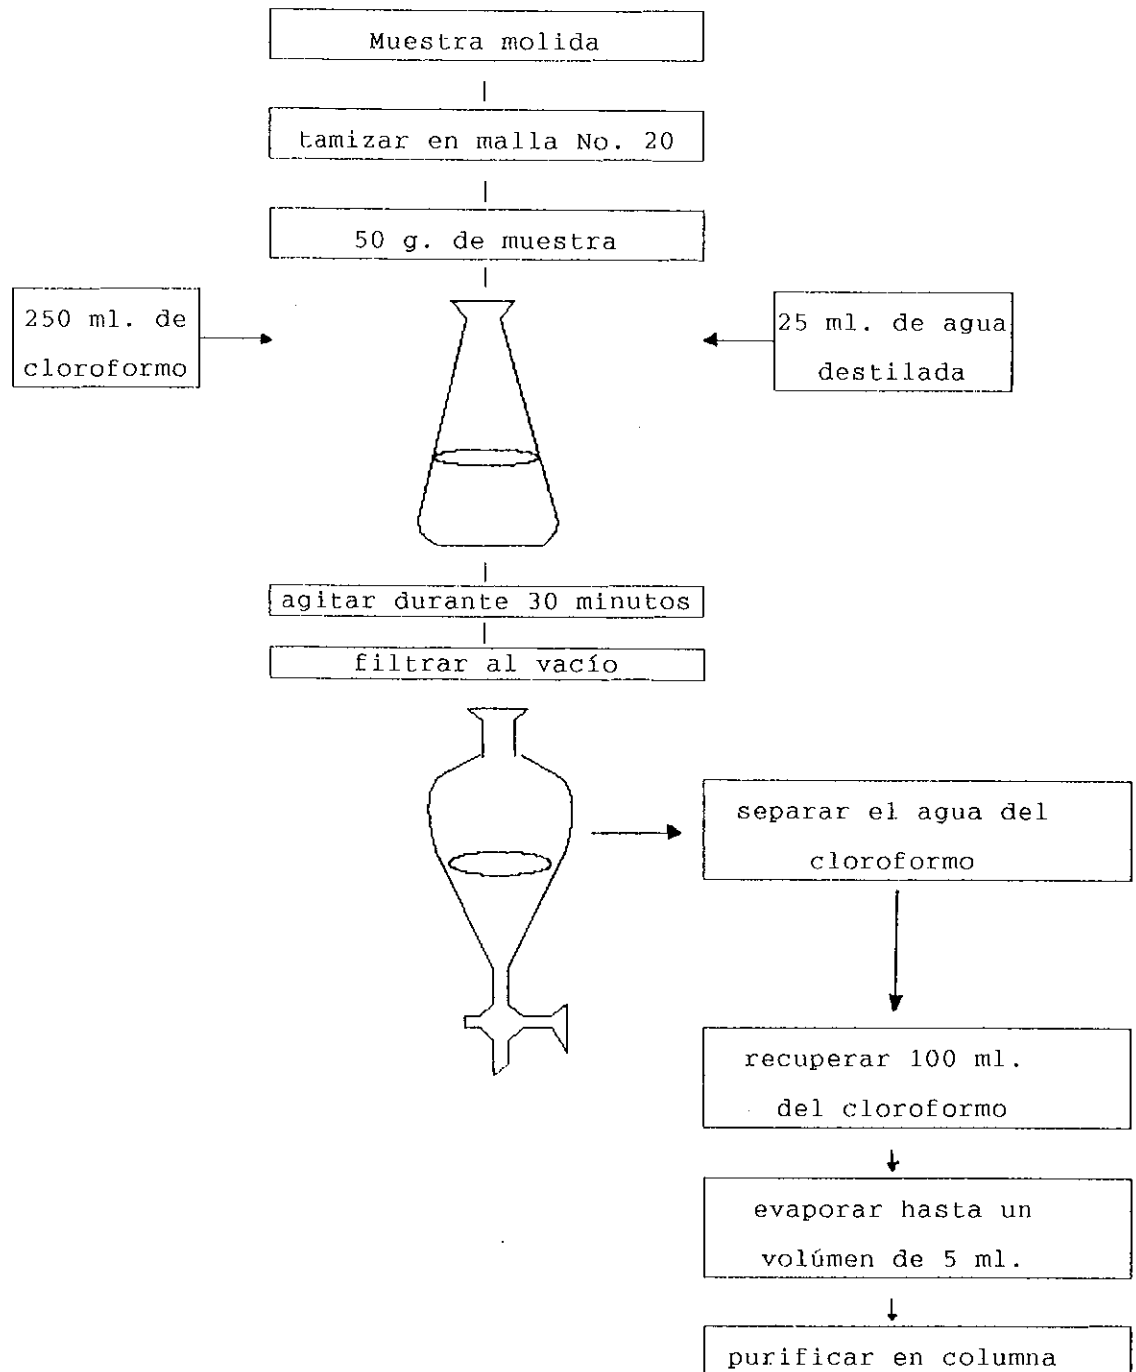 Muestra molida
tamizar en malla No. 20
50 g. de muestra
250 ml. de
cloroformo
25 ml. de agua
destilada
agitar durante 30 minutos
filtrar al vacío
separar el agua del
cloroformo
recuperar 100 ml.
del cloroformo
evaporar hasta un
volúmen de 5 ml.
purificar en columna